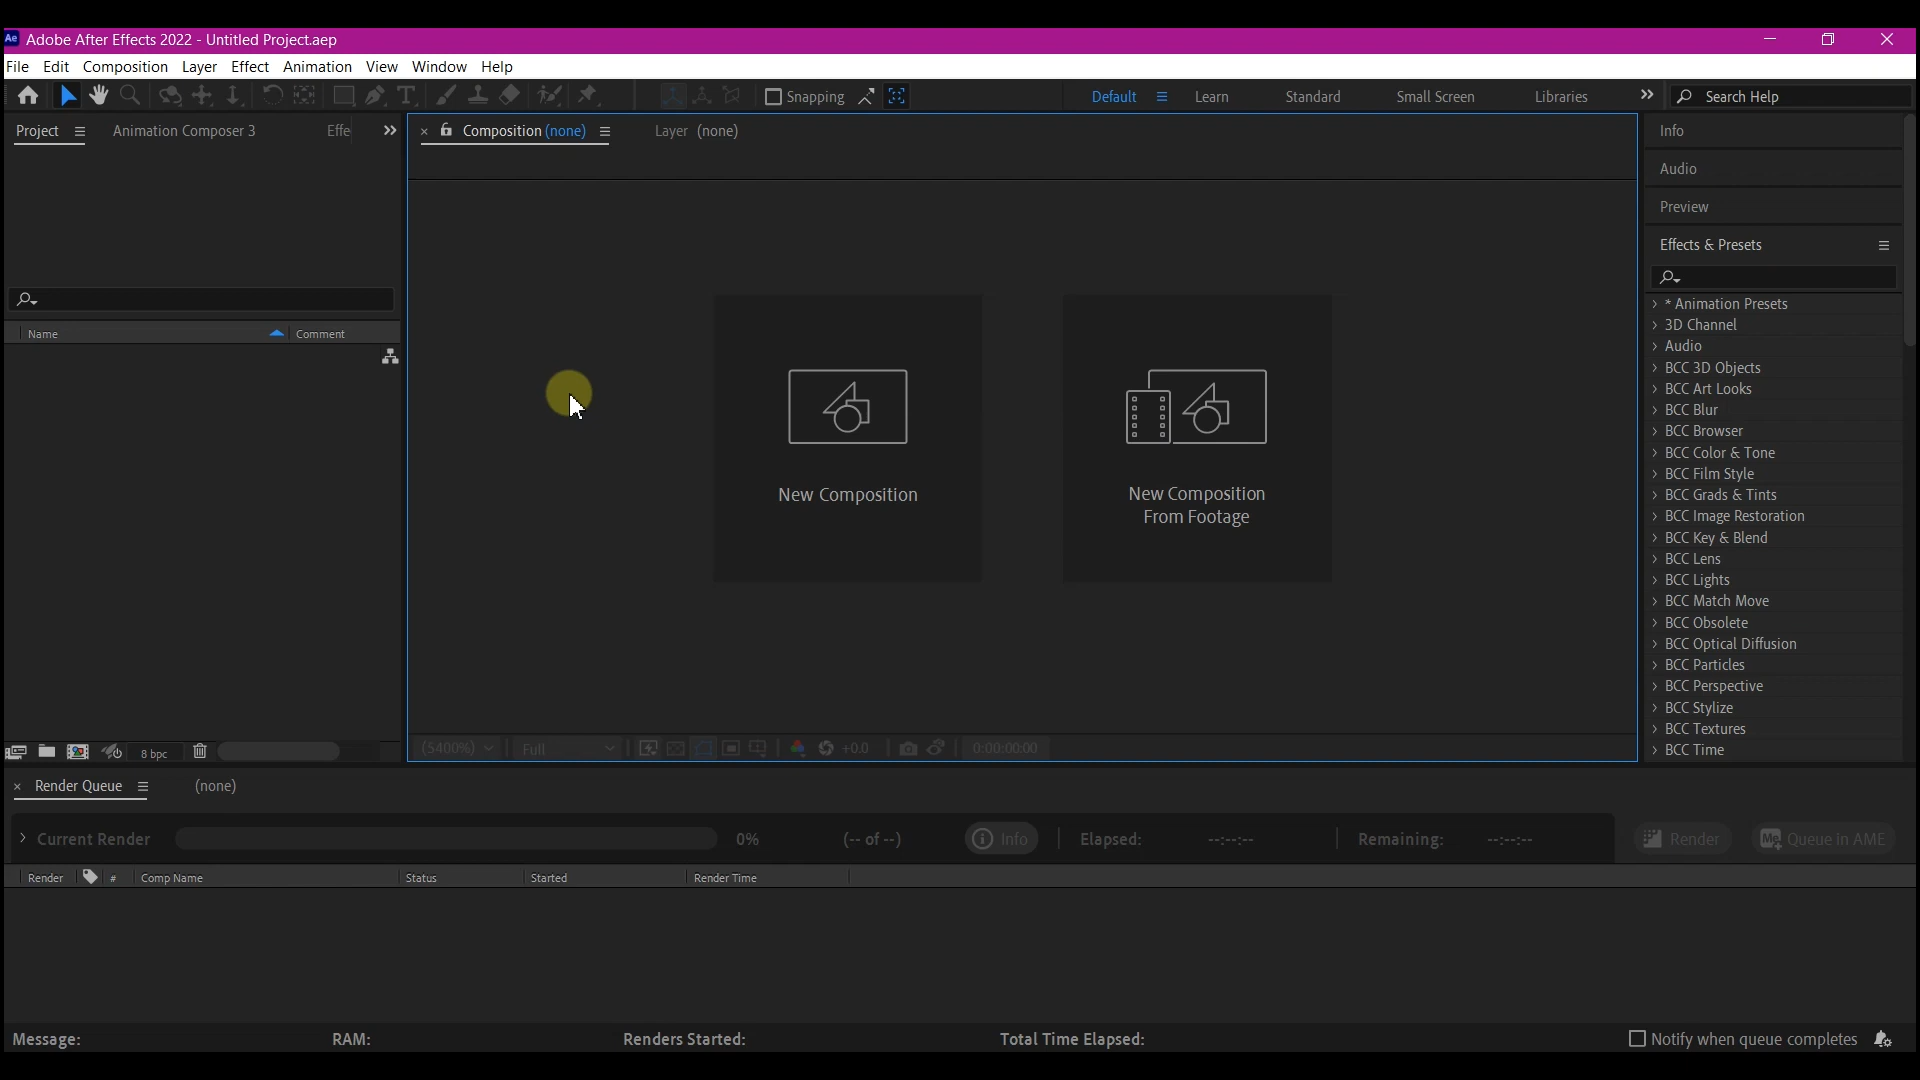 Ae Adobe After Effects 2022 - Untitled Project.aep
File Edit Composition Layer Effect Animation View Window Help
Snapping
Default Learn Standard Small Screen Libraries
Search Help
Project Animation Composer 3 Effe
Composition (none) Layer (none)
Name Comment
New Composition
New Composition
From Footage
Info
Audio
Preview
Effects & Presets
* Animation Presets
3D Channel
Audio
BCC 3D Objects
BCC Art Looks
BCC Blur
BCC Browser
BCC Color & Tone
BCC Film Style
BCC Grads & Tints
BCC Image Restoration
BCC Key & Blend
BCC Lens
BCC Lights
BCC Match Move
BCC Obsolete
BCC Optical Diffusion
BCC Particles
BCC Perspective
BCC Stylize
BCC Textures
BCC Time
8 bpc
(5400%) Full +0.0 0:00:00:00
Render Queue (none)
Current Render 0% (-- of --) Info Elapsed: --:--:-- Remaining: --:--:-- Render Me Queue in AME
Render # Comp Name Status Started Render Time
Message: RAM: Renders Started: Total Time Elapsed: Notify when queue completes